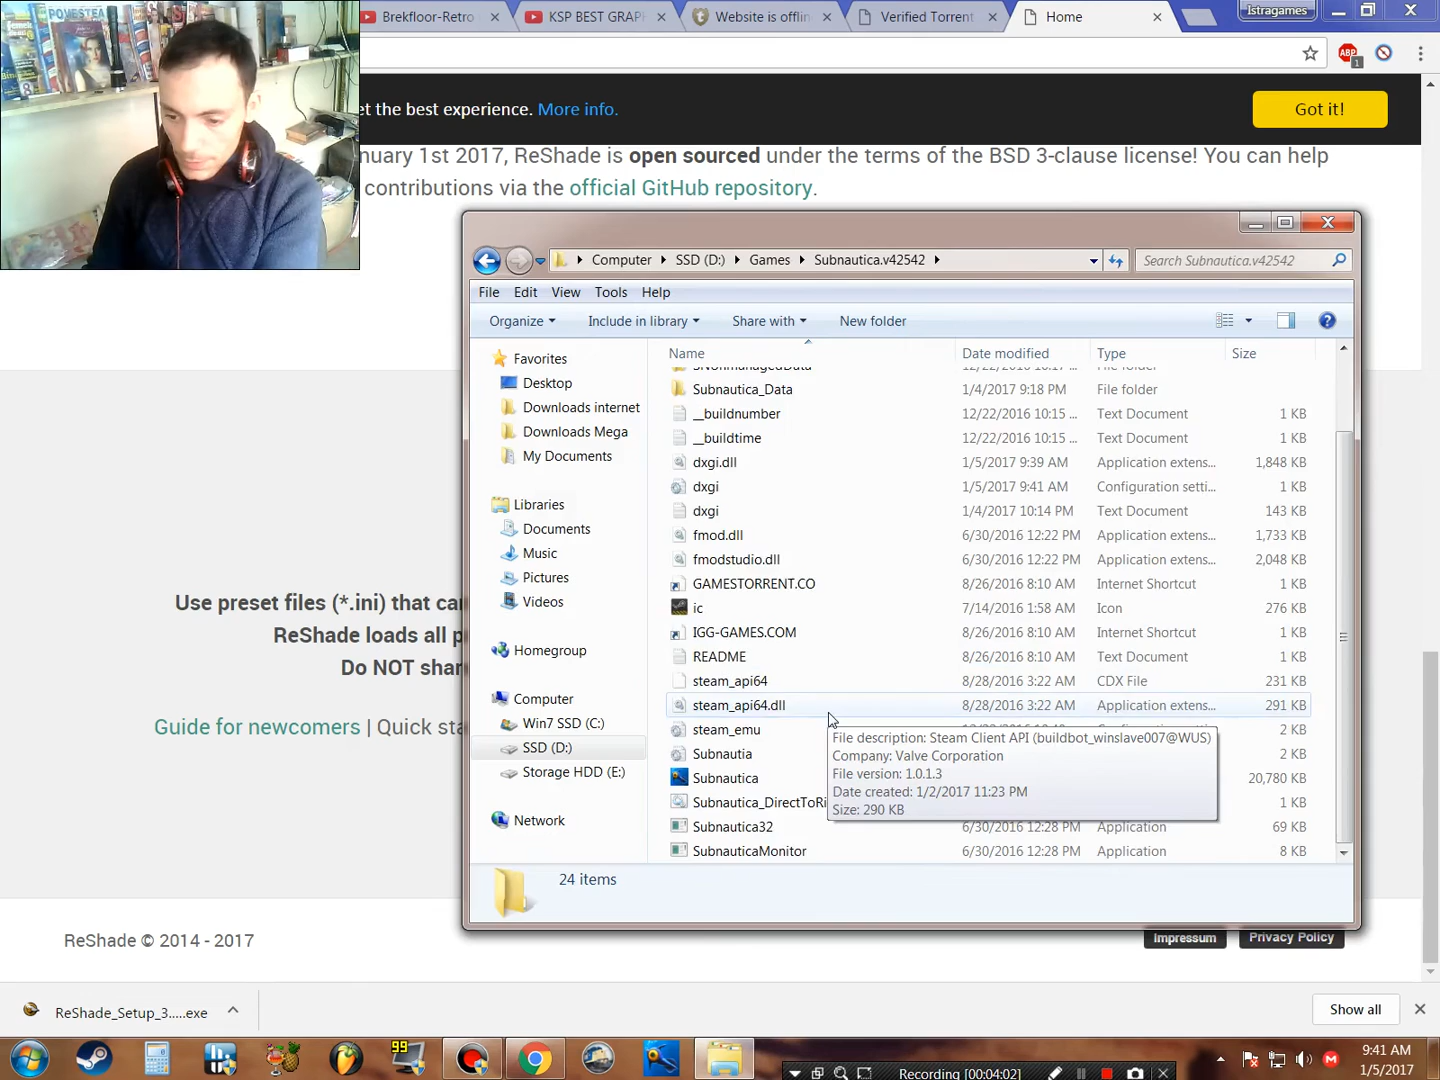 POVESTEA
Brekfloor-Retro
KSP BEST GRAP
Website is offlin
Verified Torrent
Home
Istragames
ABP
1
et the best experience. More info.
Got it!
nuary 1st 2017, ReShade is open sourced under the terms of the BSD 3-clause license! You can help
contributions via the official GitHub repository.
Computer
SSD (D:)
Games
Subnautica.v42542
Search Subnautica.v42542
File
Edit
View
Tools
Help
Organize
Include in library
Share with
New folder
Name
Date modified
Type
Size
SNonmanagedData 12/22/2016 10:17 ... File folder
Subnautica_Data 1/4/2017 9:18 PM File folder
__buildnumber 12/22/2016 10:15 ... Text Document 1 KB
__buildtime 12/22/2016 10:15 ... Text Document 1 KB
dxgi.dll 1/5/2017 9:39 AM Application extens... 1,848 KB
dxgi 1/5/2017 9:41 AM Configuration setti... 1 KB
dxgi 1/4/2017 10:14 PM Text Document 143 KB
fmod.dll 6/30/2016 12:22 PM Application extens... 1,733 KB
fmodstudio.dll 6/30/2016 12:22 PM Application extens... 2,048 KB
GAMESTORRENT.CO 8/26/2016 8:10 AM Internet Shortcut 1 KB
ic 7/14/2016 1:58 AM Icon 276 KB
IGG-GAMES.COM 8/26/2016 8:10 AM Internet Shortcut 1 KB
README 8/26/2016 8:10 AM Text Document 1 KB
steam_api64 8/28/2016 3:22 AM CDX File 231 KB
steam_api64.dll 8/28/2016 3:22 AM Application extens... 291 KB
steam_emu 2 KB
Subnautia 2 KB
Subnautica 20,780 KB
Subnautica_DirectToRi 1 KB
Subnautica32 6/30/2016 12:28 PM Application 69 KB
SubnauticaMonitor 6/30/2016 12:28 PM Application 8 KB
File description: Steam Client API (buildbot_winslave007@WUS)
Company: Valve Corporation
File version: 1.0.1.3
Date created: 1/2/2017 11:23 PM
Size: 290 KB
Favorites
Desktop
Downloads internet
Downloads Mega
My Documents
Libraries
Documents
Music
Pictures
Videos
Homegroup
Computer
Win7 SSD (C:)
SSD (D:)
Storage HDD (E:)
Network
24 items
Use preset files (*.ini) that ca
ReShade loads all p
Do NOT shar
Guide for newcomers | Quick sta
ReShade © 2014 - 2017
Impressum
Privacy Policy
ReShade_Setup_3.....exe
Show all
99
Recording [00:04:02]
9:41 AM
1/5/2017